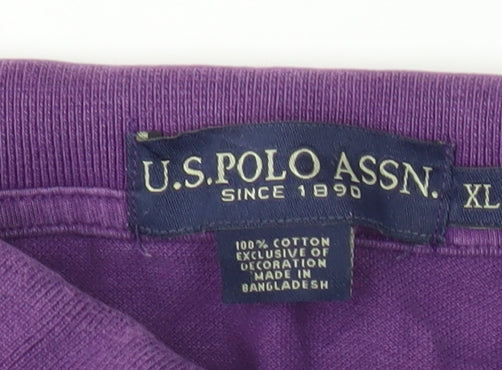 U.S. POLO ASSN.
SINCE 1890
XL
100% COTTON
EXCLUSIVE OF
DECORATION
MADE IN
BANGLADESH